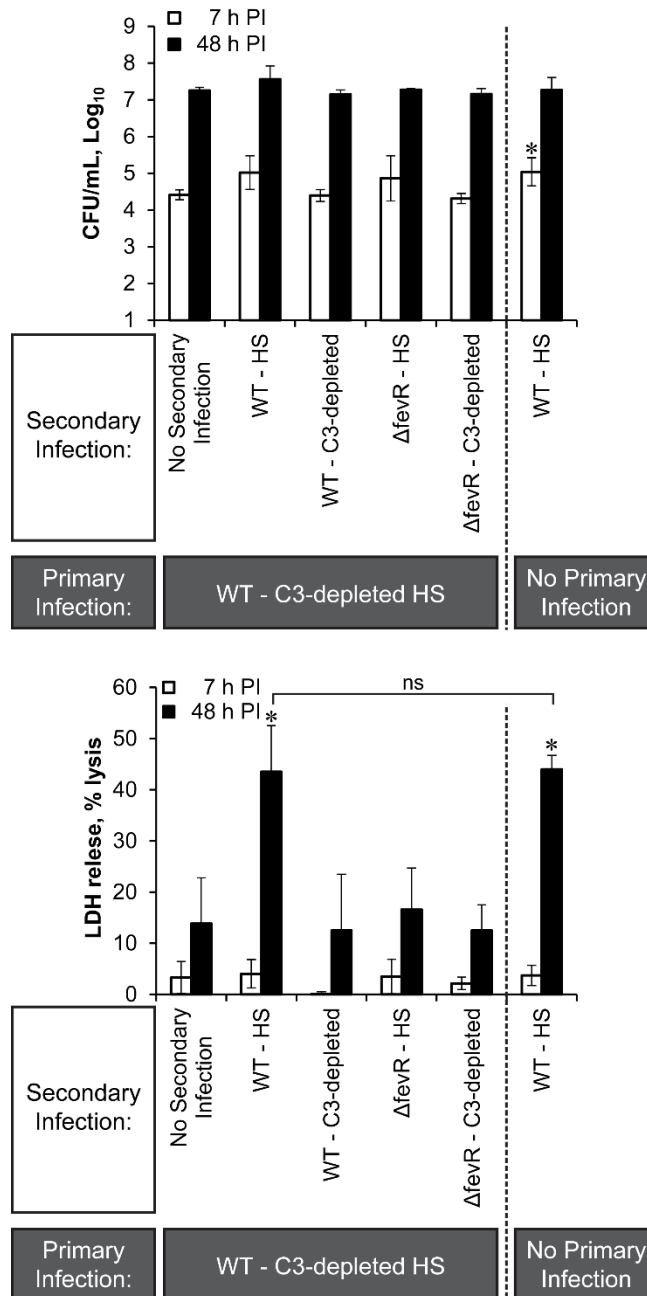 7 h PI
48 h PI
CFU/mL, Log₁₀
9
8
7
6
5
4
3
2
1
*
Secondary
Infection:
No Secondary
Infection
WT - HS
WT - C3-depleted
ΔfevR - HS
ΔfevR - C3-depleted
WT - HS
Primary
Infection:
WT - C3-depleted HS
No Primary
Infection
7 h PI
48 h PI
ns
LDH relese, % lysis
60
50
40
30
20
10
0
*
*
Secondary
Infection:
No Secondary
Infection
WT - HS
WT - C3-depleted
ΔfevR - HS
ΔfevR - C3-depleted
WT - HS
Primary
Infection:
WT - C3-depleted HS
No Primary
Infection